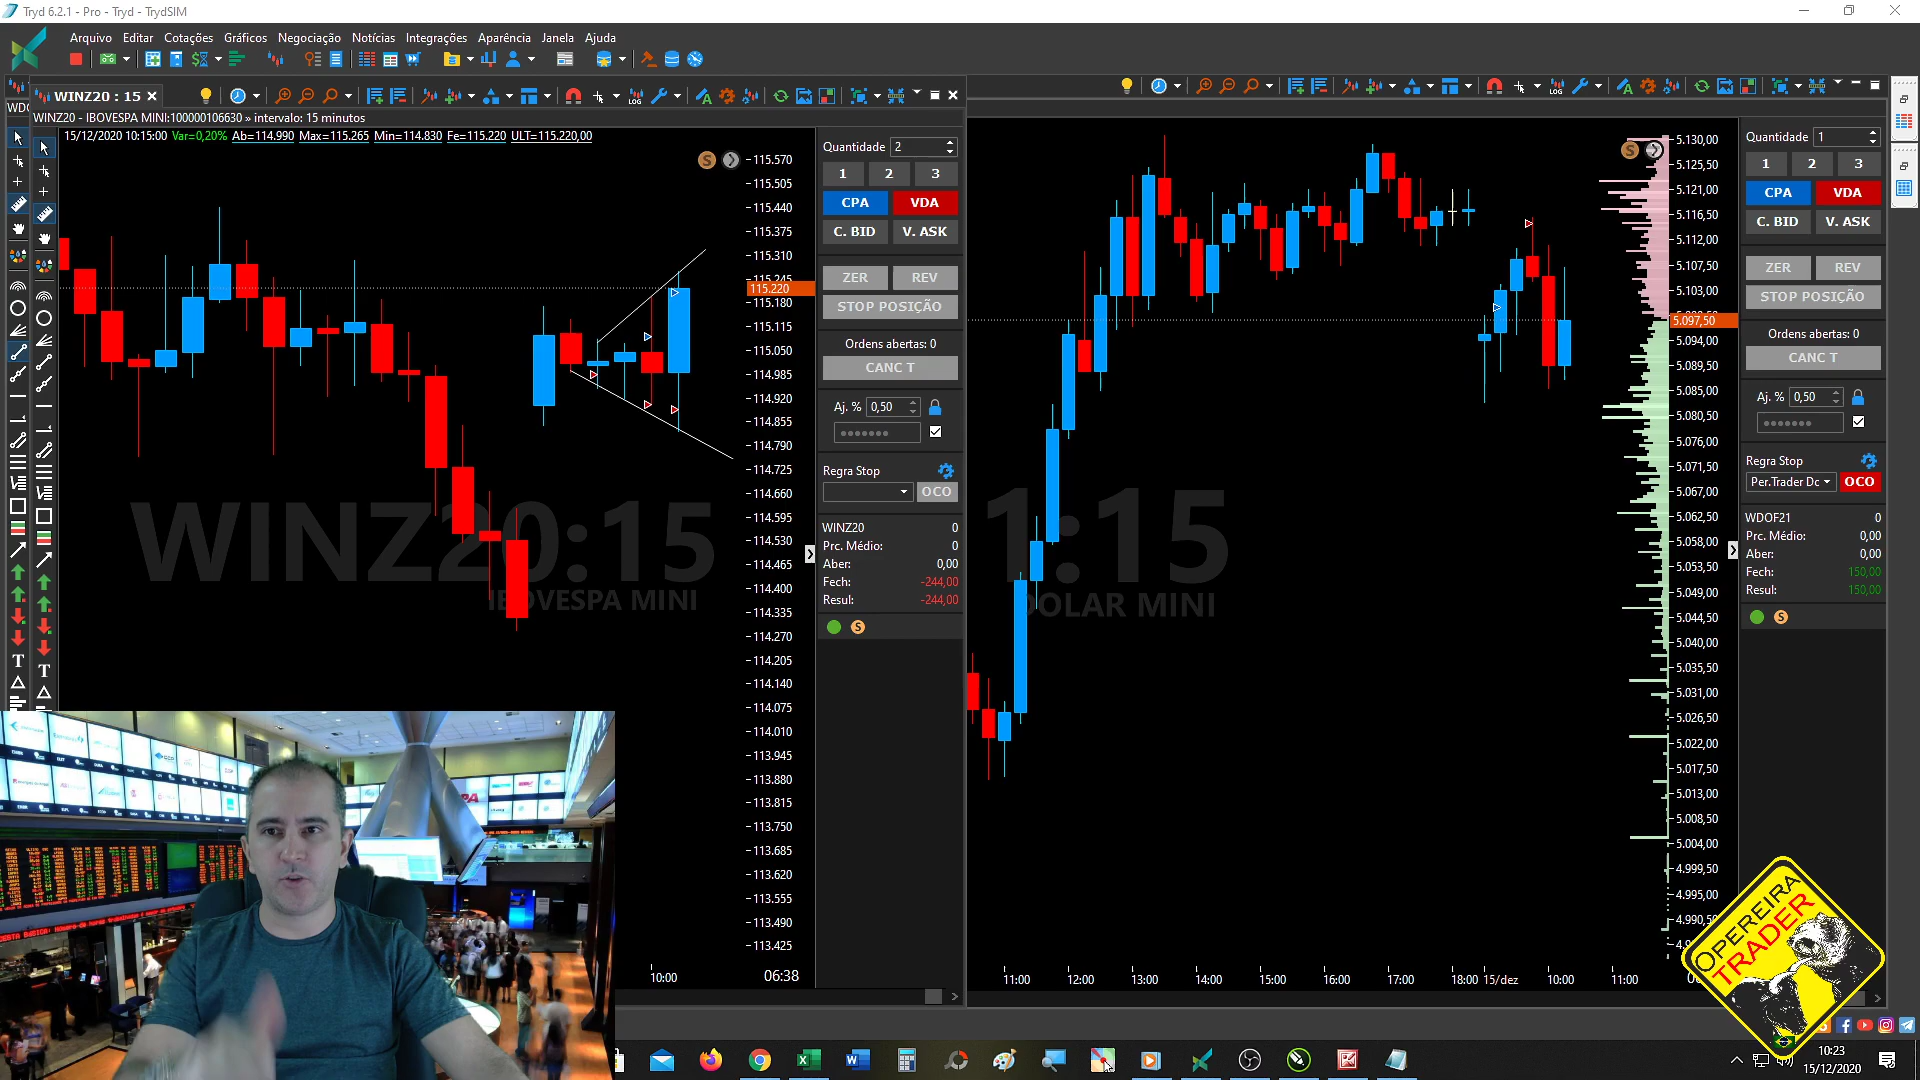 Tryd 6.2.1 - Pro - Tryd - TrydSIM
Arquivo Editar Cotações Gráficos Negociação Notícias Integrações Aparência Janela Ajuda
WINZ20 : 15
WINZ20 - IBOVESPA MINI:100000106630 » intervalo: 15 minutos
15/12/2020 10:15:00 Var=0,20% Ab=114.990 Max=115.265 Min=114.830 Fe=115.220 ULT=115.220,00
WINZ20:15
IBOVESPA MINI
115.570
115.505
115.440
115.375
115.310
115.245
115.220
115.180
115.115
115.050
114.985
114.920
114.855
114.790
114.725
114.660
114.595
114.530
114.465
114.400
114.335
114.270
114.205
114.140
114.075
114.010
113.945
113.880
113.815
113.750
113.685
113.620
113.555
113.490
113.425
10:00
06:38
Quantidade 2
1 2 3
CPA VDA
C. BID V. ASK
ZER REV
STOP POSIÇÃO
Ordens abertas: 0
CANC T
Aj. % 0,50
Regra Stop
OCO
WINZ20 0
Prc. Médio: 0
Aber: 0,00
Fech: -244,00
Resul: -244,00
S
LOG
1:15
DOLAR MINI
5.130,00
5.125,50
5.121,00
5.116,50
5.112,00
5.107,50
5.103,00
5.097,50
5.094,00
5.089,50
5.085,00
5.080,50
5.076,00
5.071,50
5.067,00
5.062,50
5.058,00
5.053,50
5.049,00
5.044,50
5.040,00
5.035,50
5.031,00
5.026,50
5.022,00
5.017,50
5.013,00
5.008,50
5.004,00
4.999,50
4.995,00
4.990,50
11:00 12:00 13:00 14:00 15:00 16:00 17:00 18:00 15/dez 10:00 11:00
Quantidade 1
1 2 3
CPA VDA
C. BID V. ASK
ZER REV
STOP POSIÇÃO
Ordens abertas: 0
CANC T
Aj. % 0,50
Regra Stop
Per.Trader Dc OCO
WDOF21 0
Prc. Médio: 0,00
Aber: 0,00
Fech: 150,00
Resul: 150,00
S
OPEREIRA
TRADER
10:23
15/12/2020